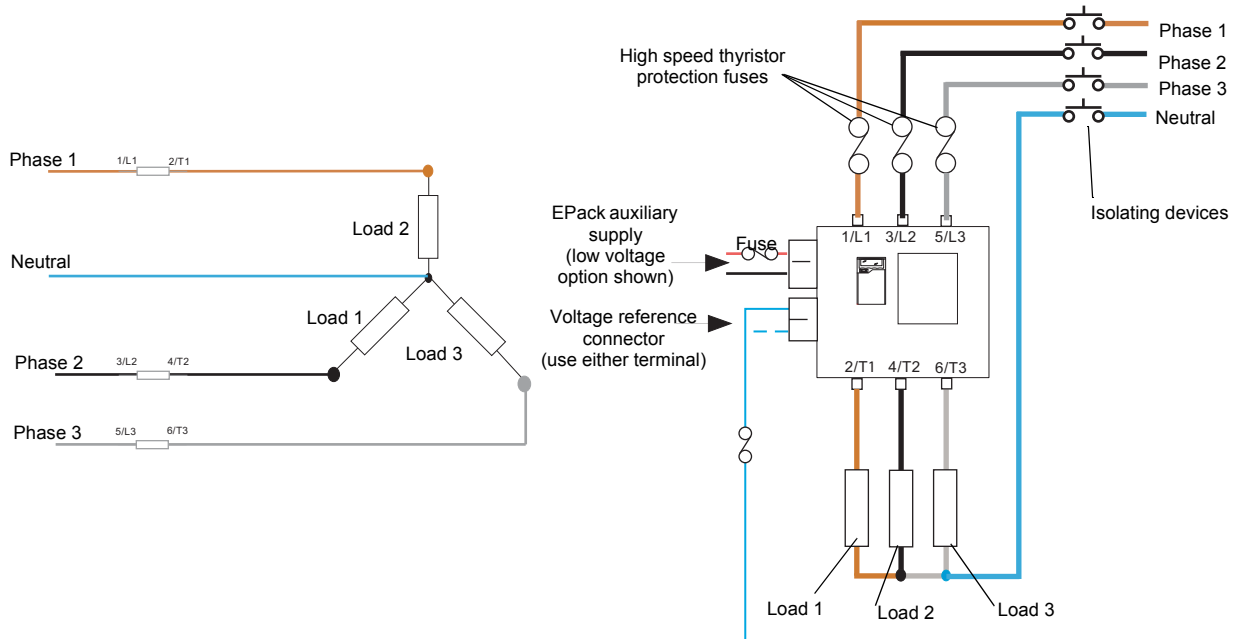 Phase 1
1/L1
2/T1
Load 2
Neutral
Load 1
Load 3
Phase 2
3/L2
4/T2
Phase 3
5/L3
6/T3
High speed thyristor
protection fuses
Phase 1
Phase 2
Phase 3
Neutral
Isolating devices
EPack auxiliary
supply
(low voltage
option shown)
Fuse
1/L1
3/L2
5/L3
Voltage reference
connector
(use either terminal)
2/T1
4/T2
6/T3
Load 1
Load 2
Load 3